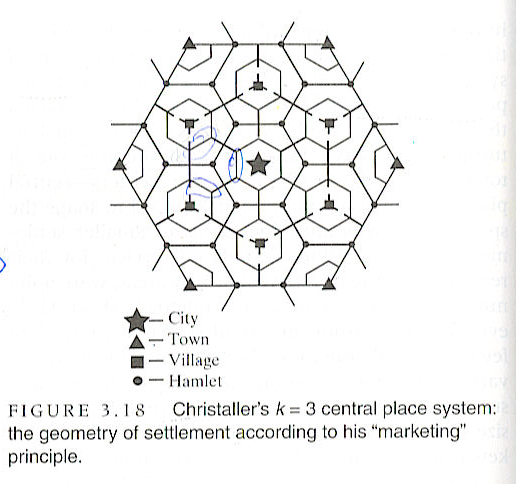 — City
— Town
— Village
— Hamlet
FIGURE 3.18 Christaller's k = 3 central place system:
the geometry of settlement according to his “marketing”
principle.